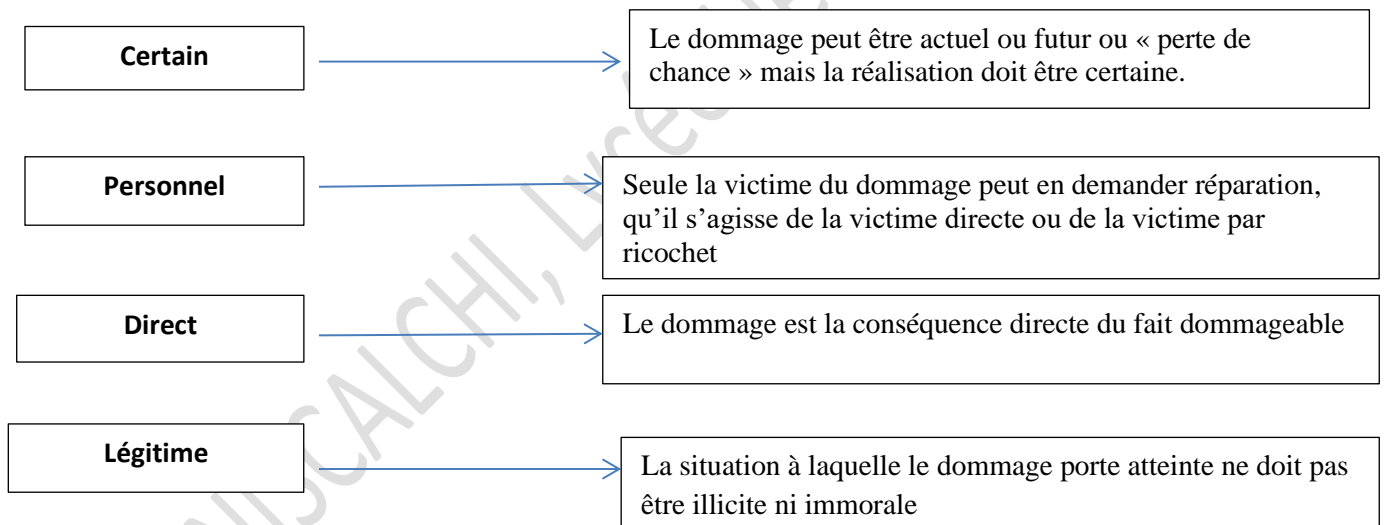 Certain
Le dommage peut être actuel ou futur ou « perte de
chance » mais la réalisation doit être certaine.
Personnel
Seule la victime du dommage peut en demander réparation,
qu’il s’agisse de la victime directe ou de la victime par
ricochet
Direct
Le dommage est la conséquence directe du fait dommageable
Légitime
La situation à laquelle le dommage porte atteinte ne doit pas
être illicite ni immorale